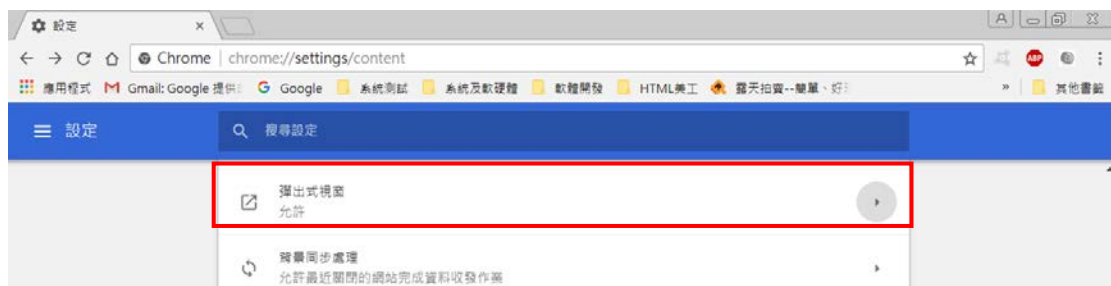 設定
A
Chrome | chrome://settings/content
ABP
應用程式 Gmail: Google 提供 Google 系統測試 系統及軟硬體 軟體開發 HTML美工 露天拍賣--簡單、好 » 其他書籤
設定 搜尋設定
彈出式視窗
允許
背景同步處理
允許最近關閉的網站完成資料收發作業